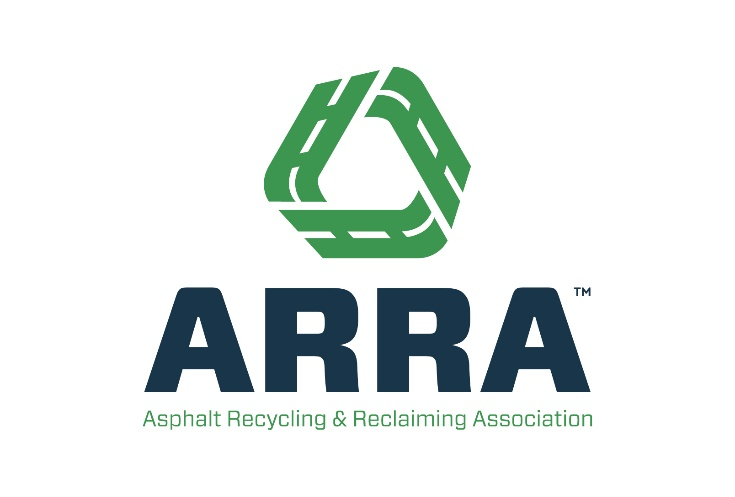 ARRA™
Asphalt Recycling & Reclaiming Association